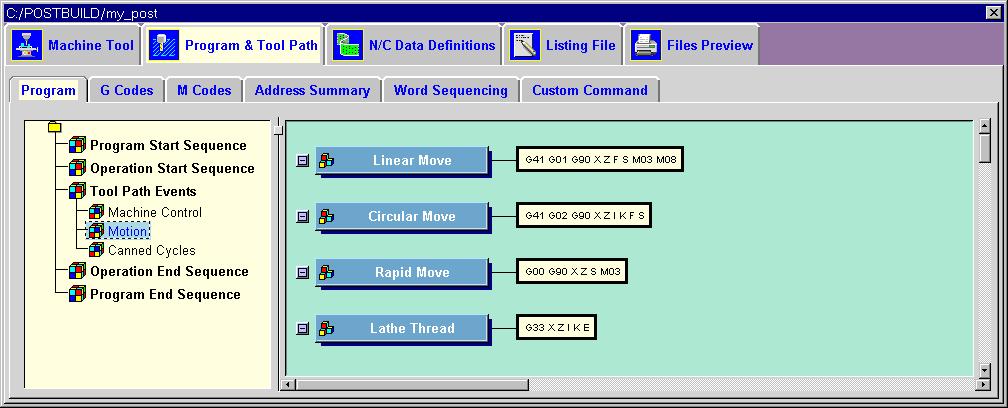 C:/POSTBUILD/my_post
Machine Tool
Program & Tool Path
N/C Data Definitions
Listing File
Files Preview
Program
G Codes
M Codes
Address Summary
Word Sequencing
Custom Command
Program Start Sequence
Operation Start Sequence
Tool Path Events
Machine Control
Motion
Canned Cycles
Operation End Sequence
Program End Sequence
Linear Move
G41 G01 G90 X Z F S M03 M08
Circular Move
G41 G02 G90 X Z I K F S
Rapid Move
G00 G90 X Z S M03
Lathe Thread
G33 X Z I K E